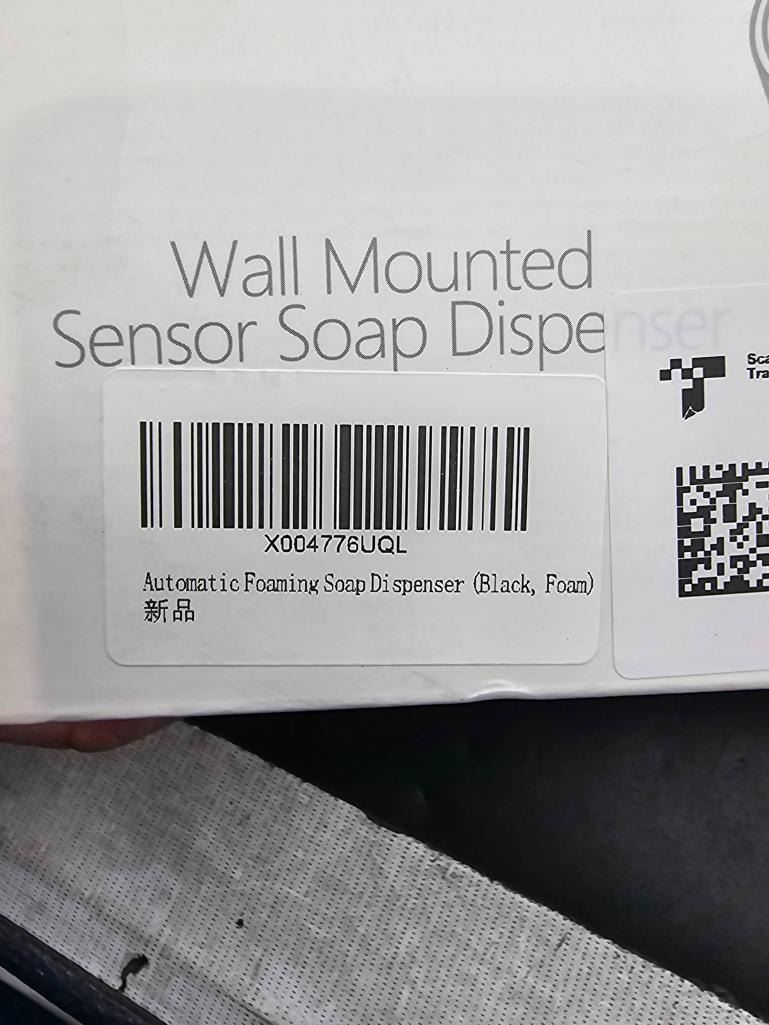 Wall Mounted
Sensor Soap Dispenser
X004776UQL
Automatic Foaming Soap Dispenser (Black, Foam)
新品